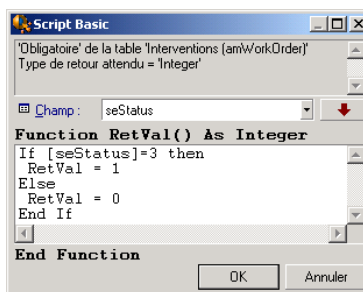 Script Basic
'Obligatoire' de la table 'Interventions (amWorkOrder)'
Type de retour attendu = 'Integer'
Champ : seStatus
Function RetVal() As Integer
If [seStatus]=3 then
RetVal = 1
Else
RetVal = 0
End If
End Function
OK Annuler